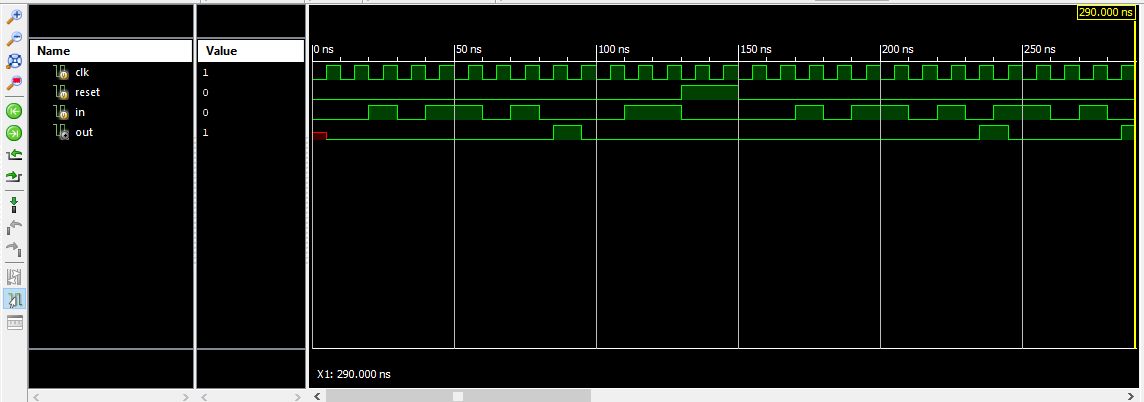 290.000 ns
Name Value
0 ns 50 ns 100 ns 150 ns 200 ns 250 ns
clk 1
reset 0
in 0
out 1
X1: 290.000 ns